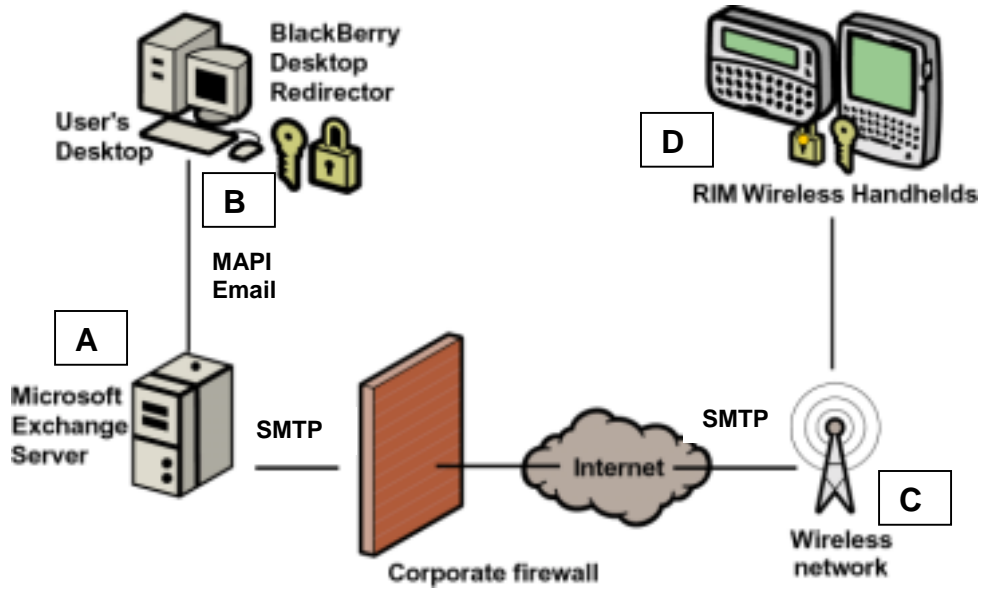 BlackBerry
Desktop
Redirector
User's
Desktop
B
MAPI
Email
D
RIM Wireless Handhelds
A
Microsoft
Exchange
Server
SMTP
Corporate firewall
Internet
SMTP
C
Wireless
network